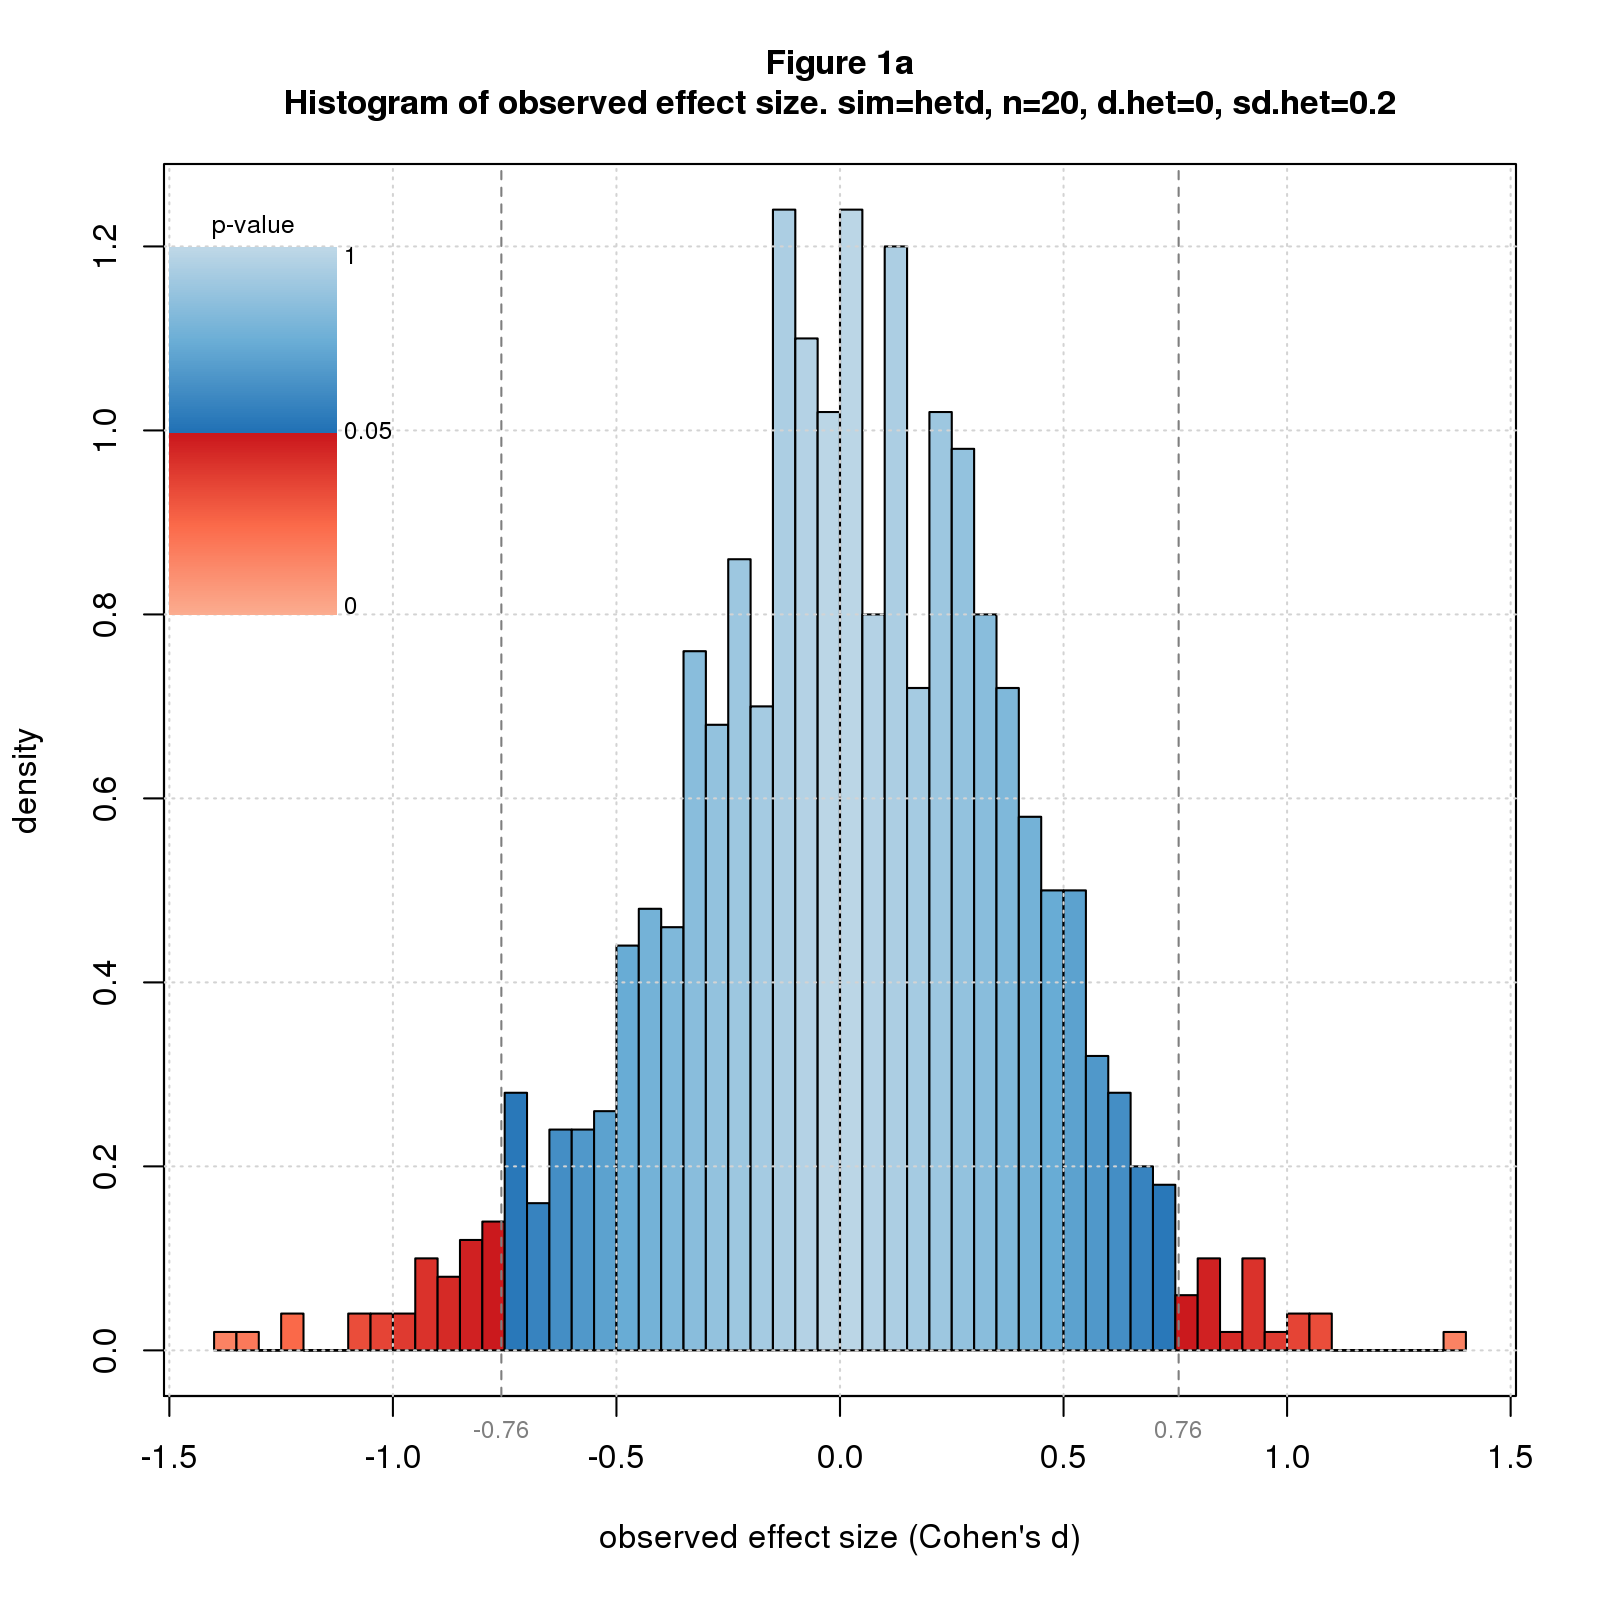 Figure 1a
Histogram of observed effect size. sim=hetd, n=20, d.het=0, sd.het=0.2
p-value
1
0.05
0
density
1.2
1.0
0.8
0.6
0.4
0.2
0.0
-0.76 0.76
-1.5 -1.0 -0.5 0.0 0.5 1.0 1.5
observed effect size (Cohen's d)